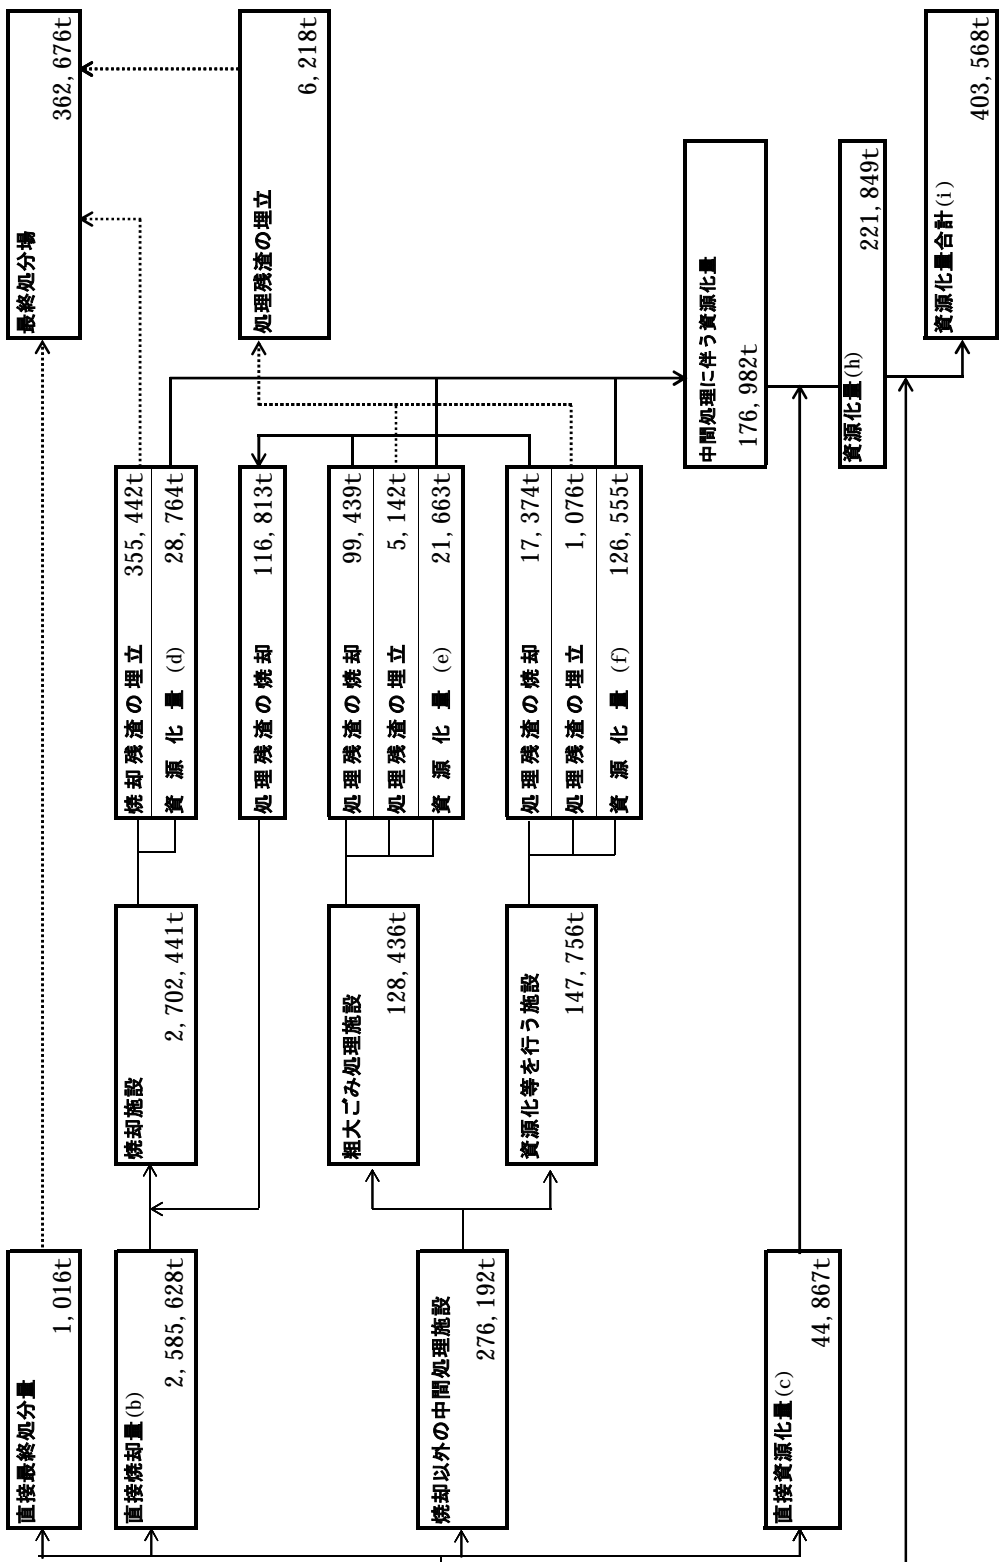 直接最終処分量
1,016t
最終処分場
362,676t
直接焼却量(b)
2,585,628t
焼却施設
2,702,441t
焼却残渣の埋立 355,442t
資源化量(d) 28,764t
処理残渣の焼却 116,813t
処理残渣の埋立
6,218t
焼却以外の中間処理施設
276,192t
粗大ごみ処理施設
128,436t
処理残渣の焼却 99,439t
処理残渣の埋立 5,142t
資源化量(e) 21,663t
資源化等を行う施設
147,756t
処理残渣の焼却 17,374t
処理残渣の埋立 1,076t
資源化量(f) 126,555t
中間処理に伴う資源化量
176,982t
直接資源化量(c)
44,867t
資源化量(h)
221,849t
資源化量合計(i)
403,568t